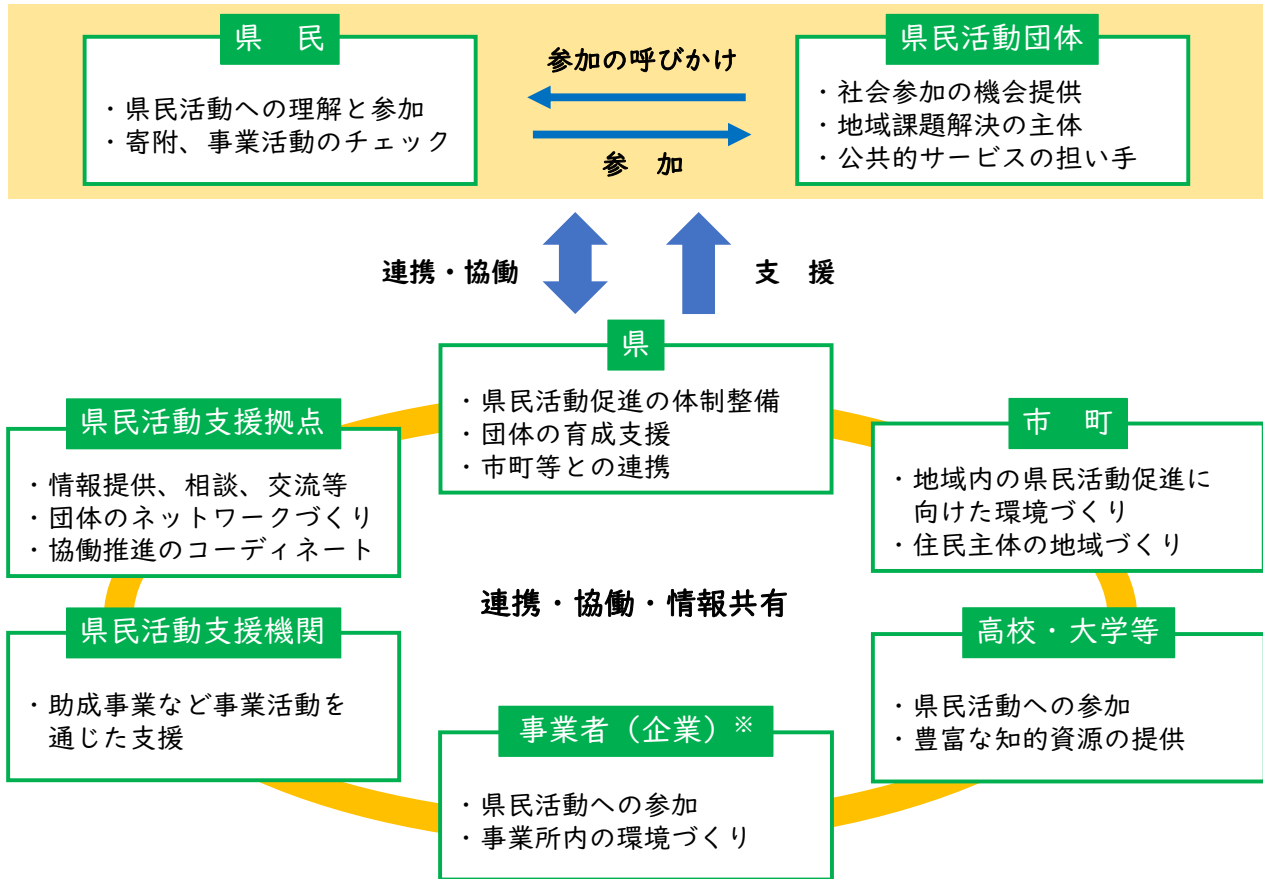 県　民
・県民活動への理解と参加
・寄附、事業活動のチェック
参加の呼びかけ
参　加
県民活動団体
・社会参加の機会提供
・地域課題解決の主体
・公共的サービスの担い手
連携・協働
支　援
県
・県民活動促進の体制整備
・団体の育成支援
・市町等との連携
県民活動支援拠点
・情報提供、相談、交流等
・団体のネットワークづくり
・協働推進のコーディネート
市　町
・地域内の県民活動促進に
向けた環境づくり
・住民主体の地域づくり
連携・協働・情報共有
県民活動支援機関
・助成事業など事業活動を
通じた支援
高校・大学等
・県民活動への参加
・豊富な知的資源の提供
事業者（企業）※
・県民活動への参加
・事業所内の環境づくり